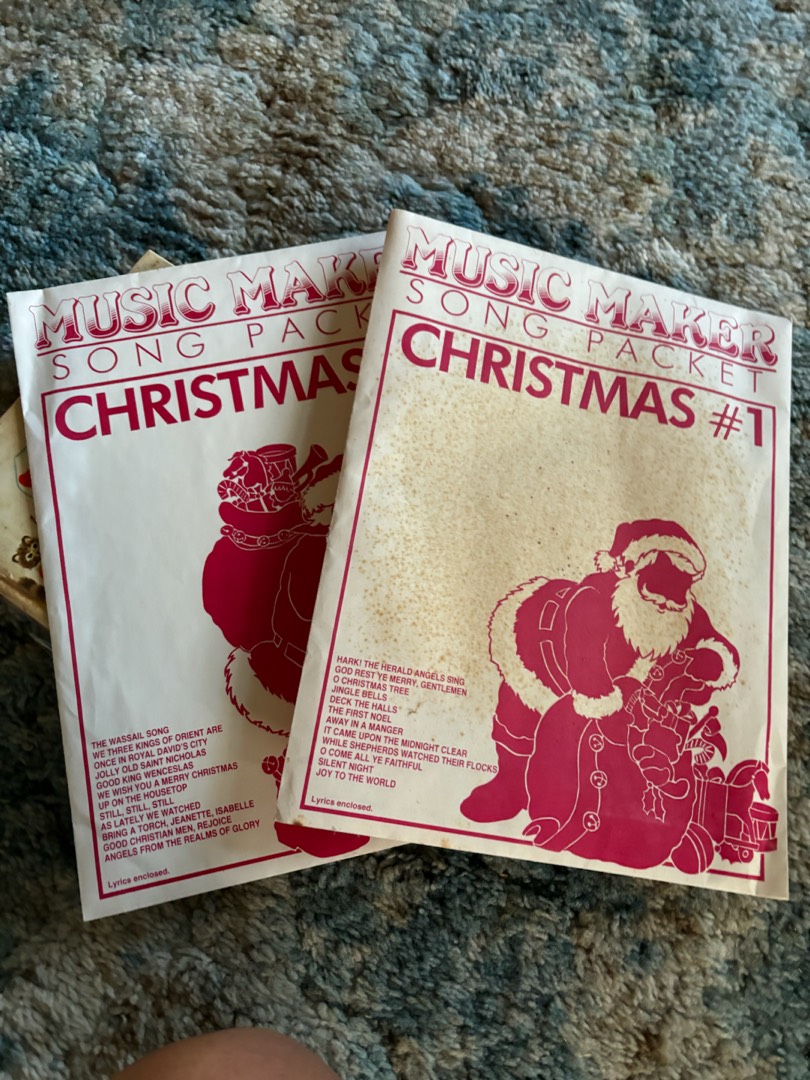 MUSIC MAKER
SONG PACKET
CHRISTMAS
THE WASSAIL SONG
WE THREE KINGS OF ORIENT ARE
ONCE IN ROYAL DAVID'S CITY
JOLLY OLD SAINT NICHOLAS
GOOD KING WENCESLAS
WE WISH YOU A MERRY CHRISTMAS
UP ON THE HOUSETOP
STILL, STILL, STILL
AS LATELY WE WATCHED
BRING A TORCH, JEANETTE, ISABELLE
GOOD CHRISTIAN MEN, REJOICE
ANGELS FROM THE REALMS OF GLORY
Lyrics enclosed.
MUSIC MAKER
SONG PACKET
CHRISTMAS #1
HARK! THE HERALD ANGELS SING
GOD REST YE MERRY, GENTLEMEN
O CHRISTMAS TREE
JINGLE BELLS
DECK THE HALLS
THE FIRST NOEL
AWAY IN A MANGER
IT CAME UPON THE MIDNIGHT CLEAR
WHILE SHEPHERDS WATCHED THEIR FLOCKS
O COME ALL YE FAITHFUL
SILENT NIGHT
JOY TO THE WORLD
Lyrics enclosed.